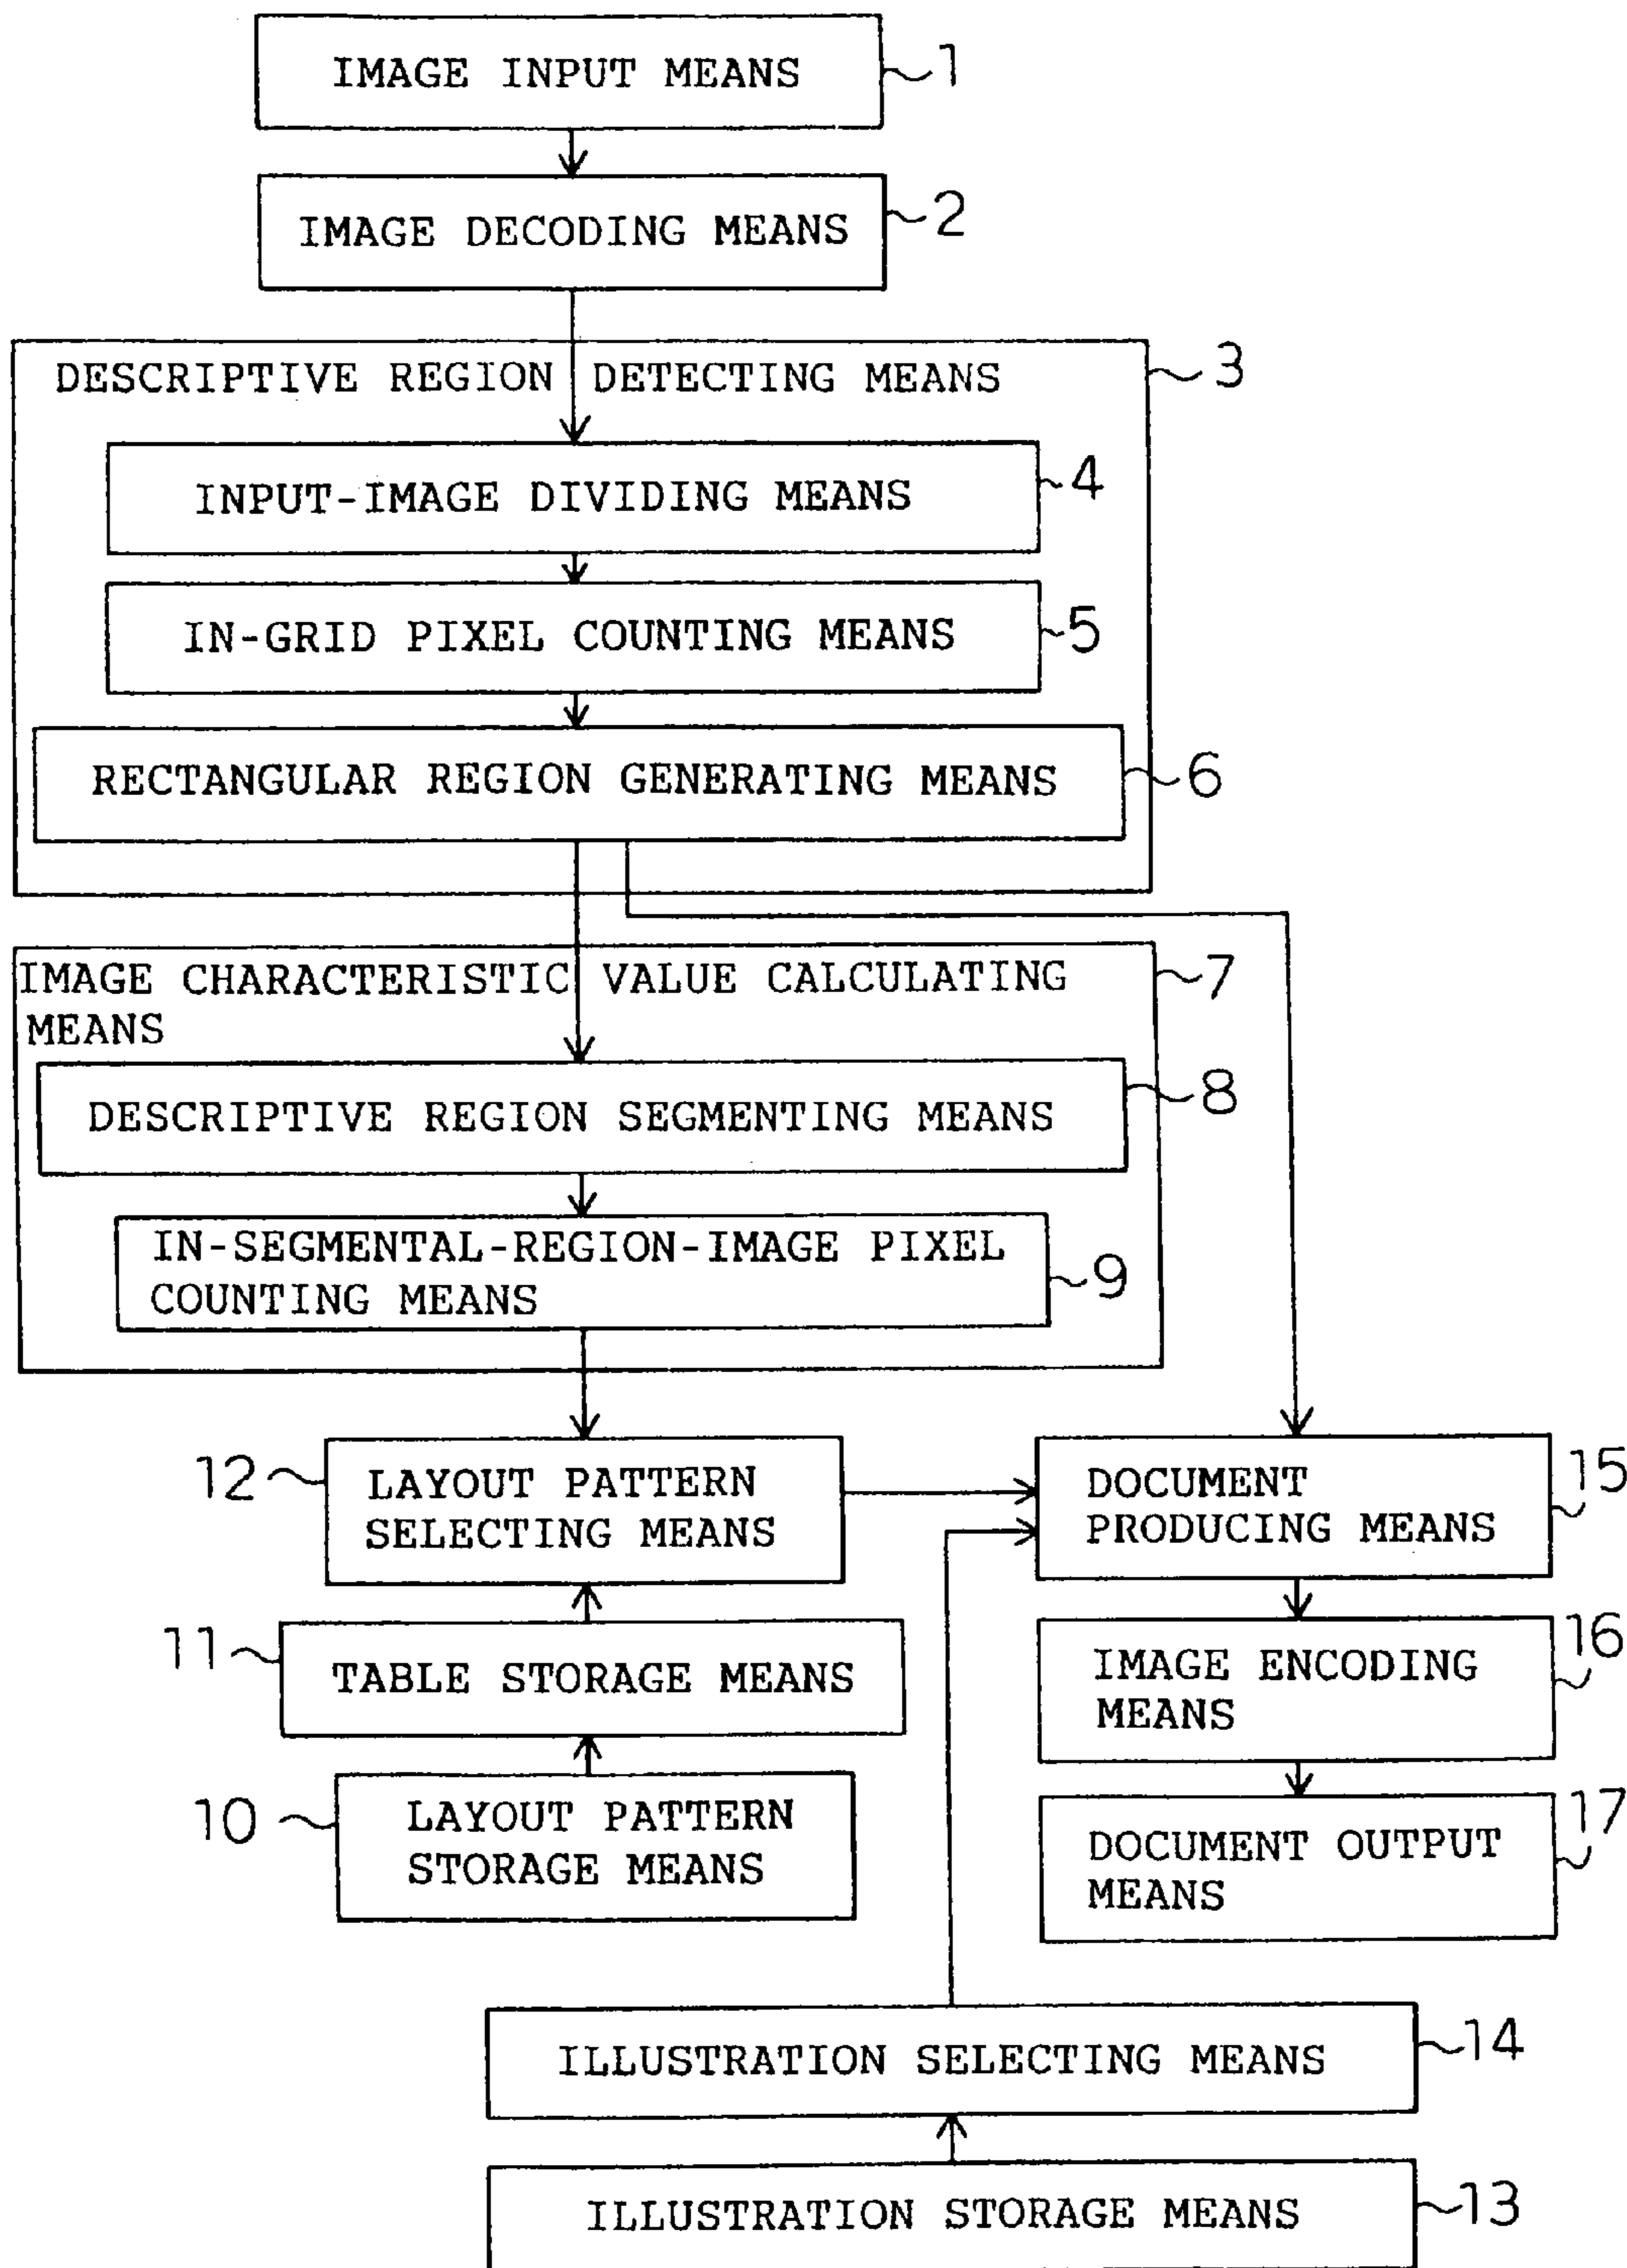 IMAGE INPUT MEANS
1
IMAGE DECODING MEANS
2
DESCRIPTIVE REGION DETECTING MEANS
3
INPUT-IMAGE DIVIDING MEANS
4
IN-GRID PIXEL COUNTING MEANS
5
RECTANGULAR REGION GENERATING MEANS
6
IMAGE CHARACTERISTIC VALUE CALCULATING
MEANS
7
DESCRIPTIVE REGION SEGMENTING MEANS
8
IN-SEGMENTAL-REGION-IMAGE PIXEL
COUNTING MEANS
9
12
LAYOUT PATTERN
SELECTING MEANS
DOCUMENT
PRODUCING MEANS
15
11
TABLE STORAGE MEANS
IMAGE ENCODING
MEANS
16
10
LAYOUT PATTERN
STORAGE MEANS
DOCUMENT OUTPUT
MEANS
17
ILLUSTRATION SELECTING MEANS
14
ILLUSTRATION STORAGE MEANS
13